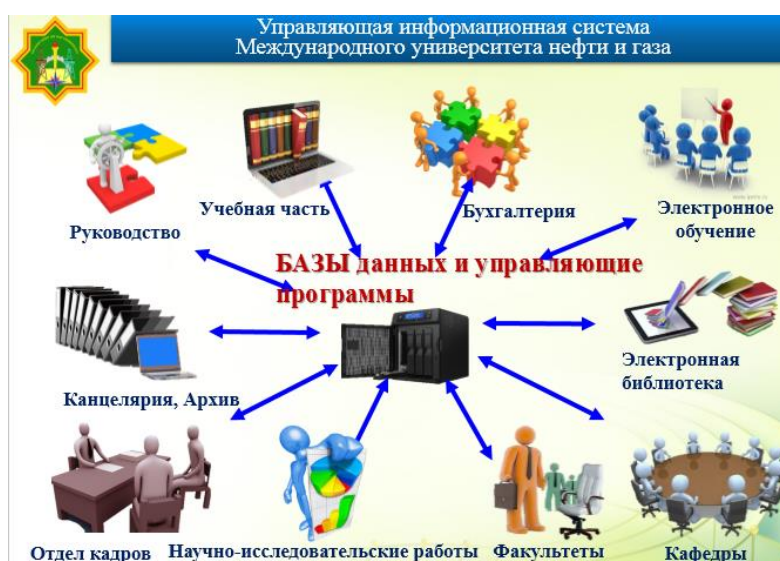 Управляющая информационная система
Международного университета нефти и газа
Руководство
Учебная часть
Бухгалтерия
Электронное
обучение
БАЗЫ данных и управляющие
программы
Канцелярия, Архив
Электронная
библиотека
Отдел кадров
Научно-исследовательские работы
Факультеты
Кафедры